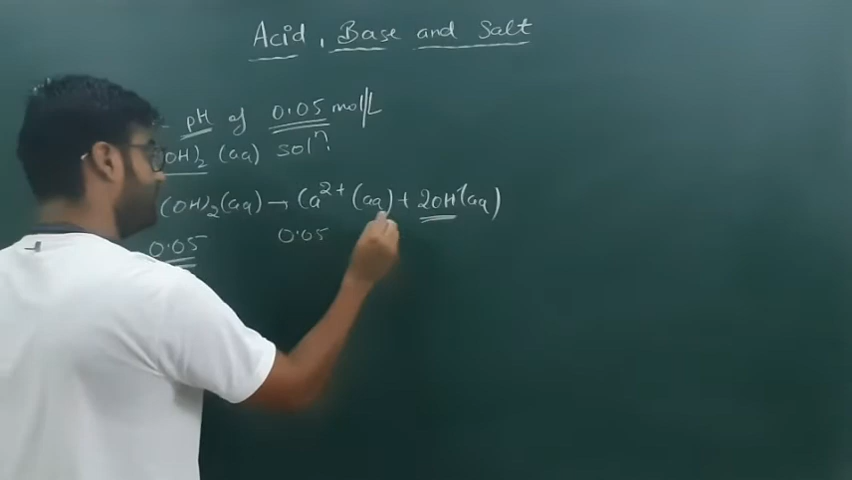 Acid, Base and Salt
pH of 0.05 mol/L
OH)₂ (aq) solⁿ
(OH)₂(aq) → Ca²⁺ (aq) + 2OH⁻(aq)
0.05 0.05